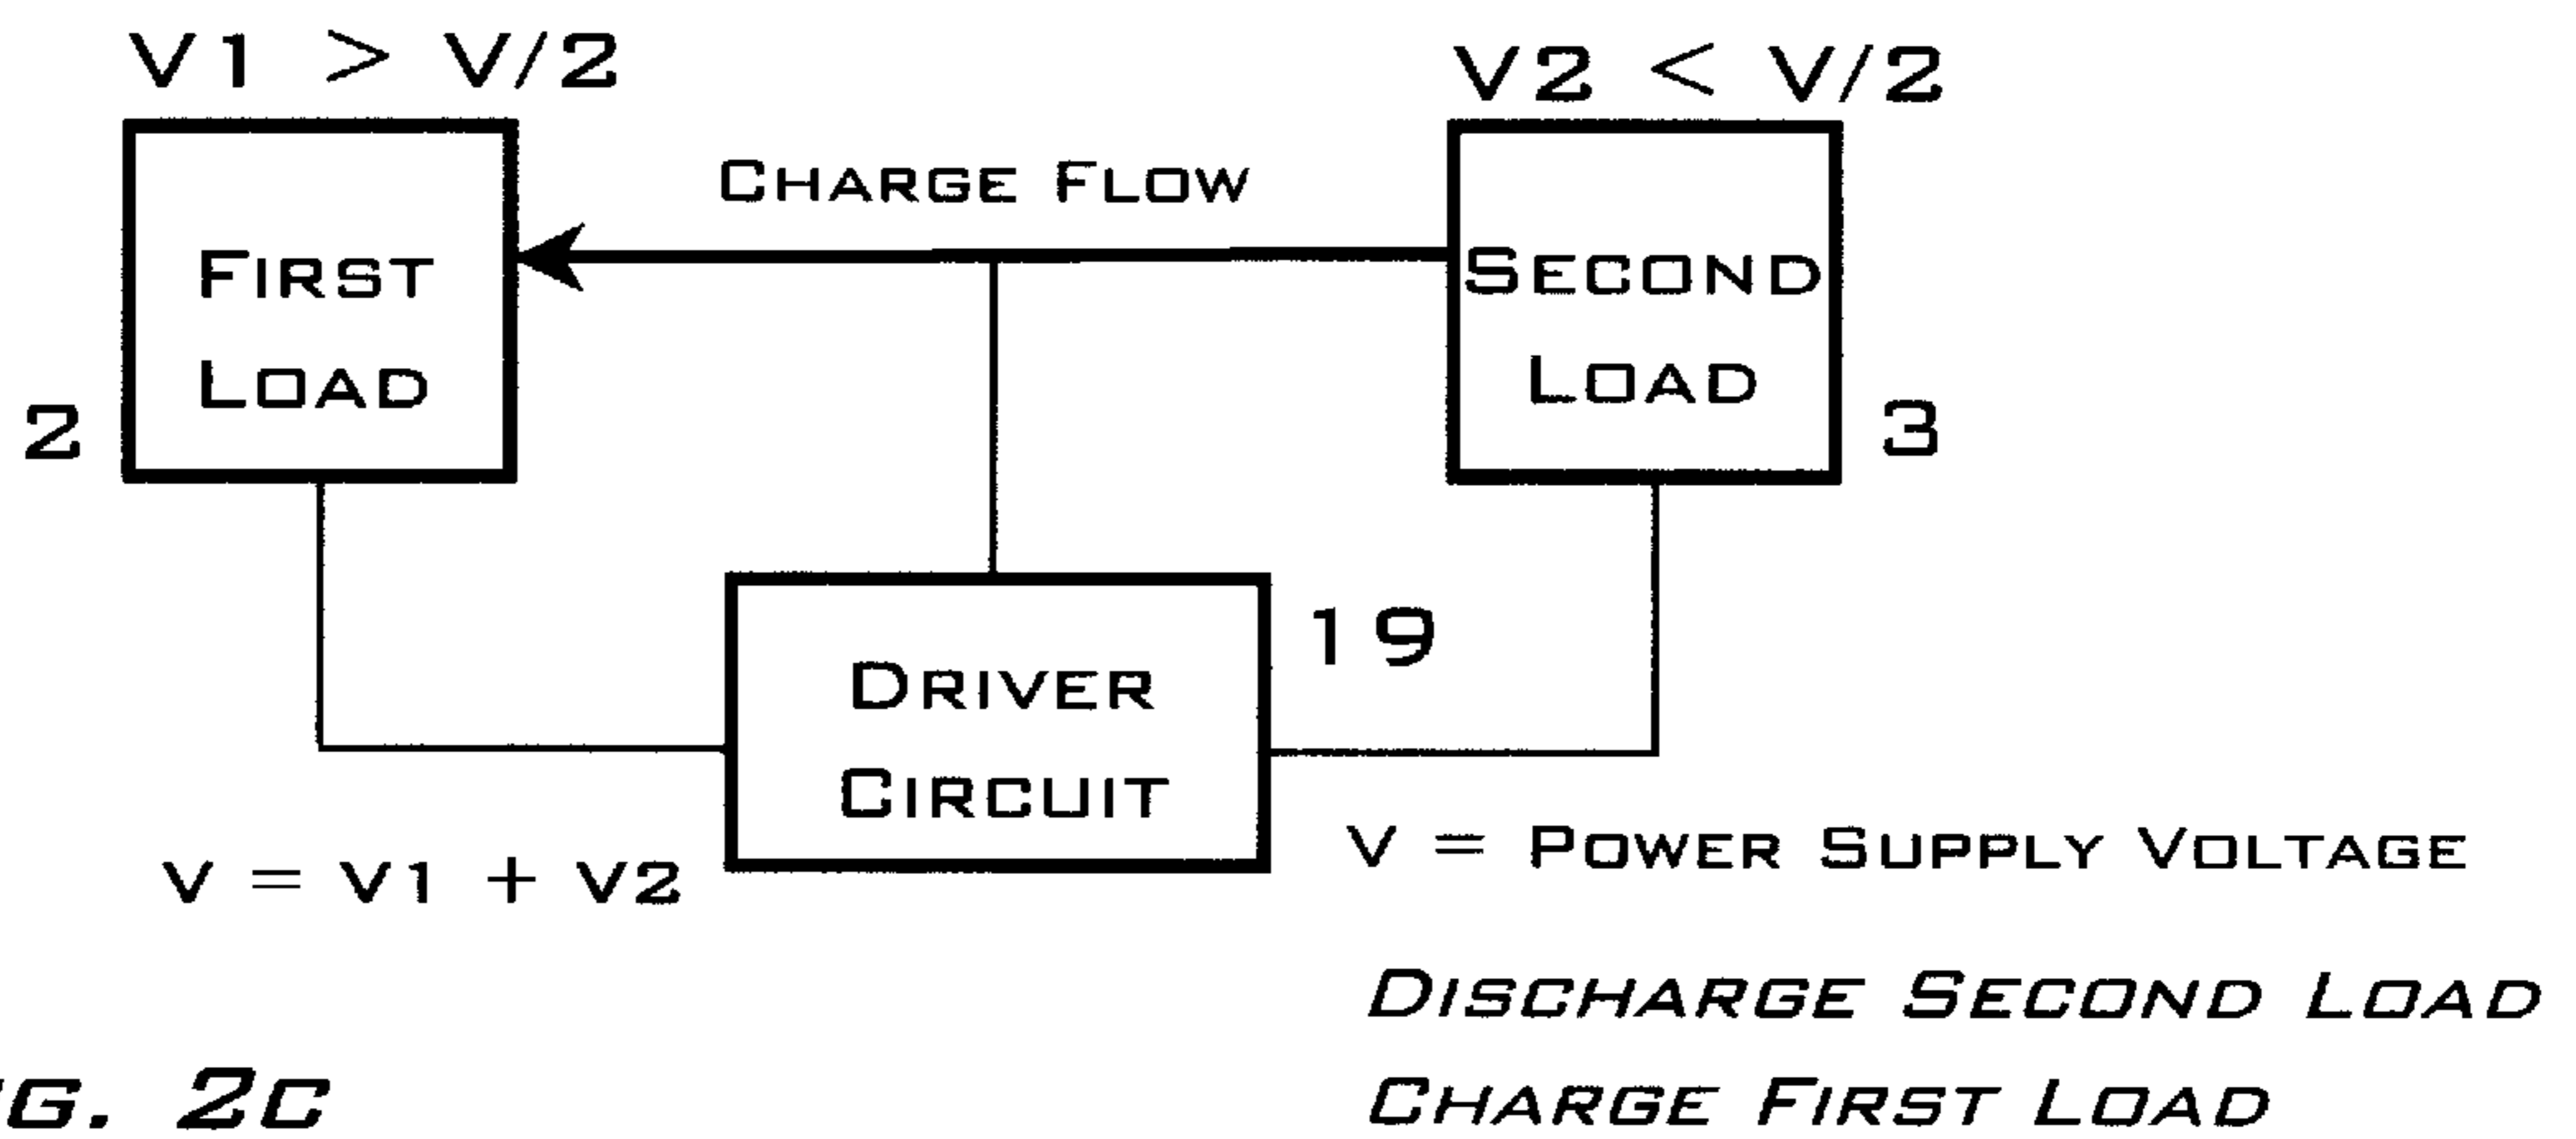 V1 > V/2
V2 < V/2
CHARGE FLOW
FIRST
LOAD
SECOND
LOAD
2
3
19
DRIVER
CIRCUIT
V = V1 + V2
V = POWER SUPPLY VOLTAGE
DISCHARGE SECOND LOAD
CHARGE FIRST LOAD
G. 2C